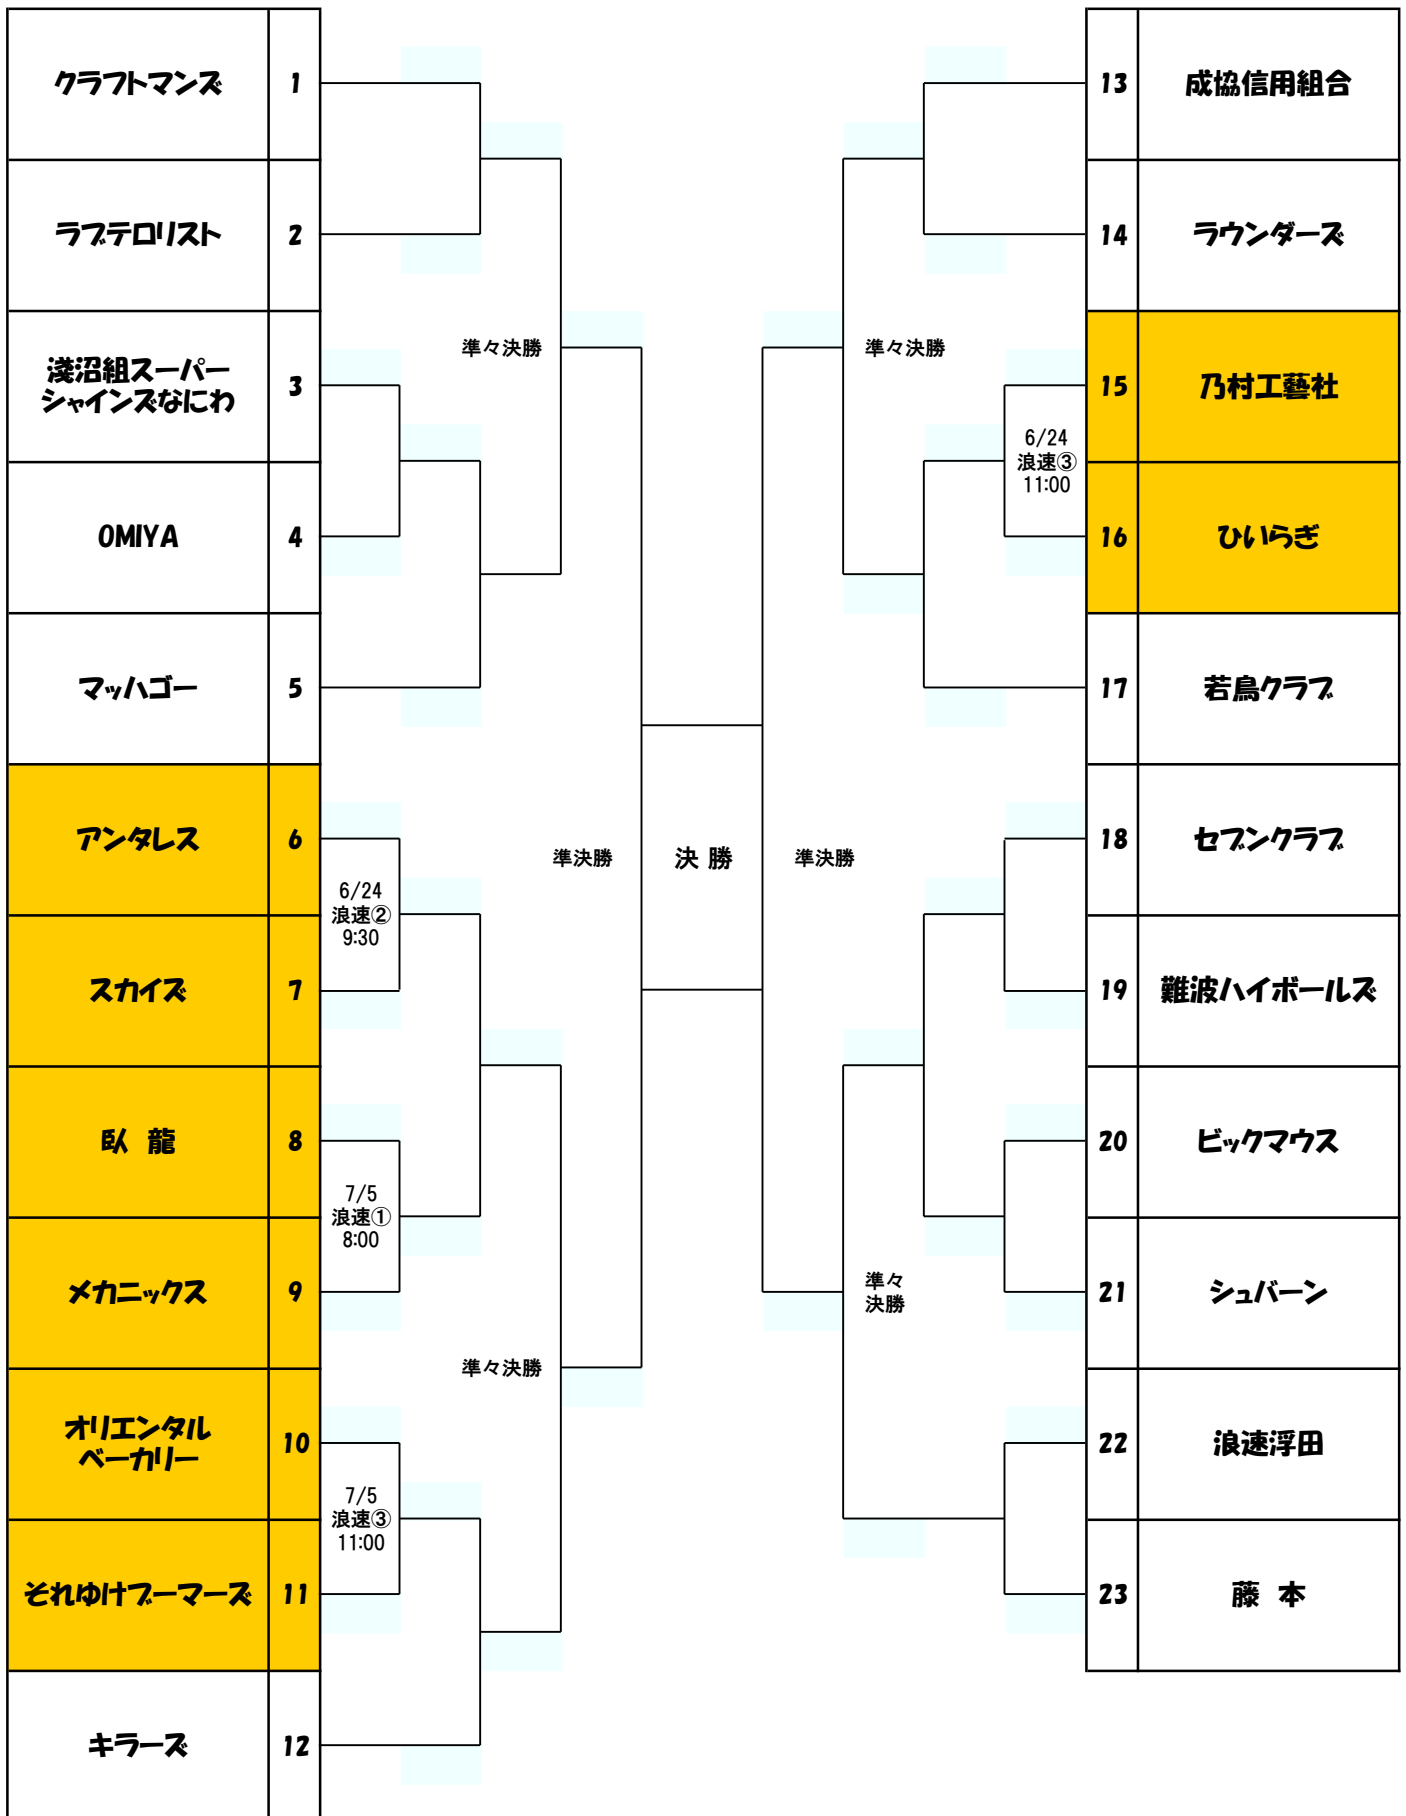 クラフトマンズ 1
ラブテロリスト 2
淺沼組スーパー
シャインズなにわ 3
OMIYA 4
マッハゴー 5
アンタレス 6
スカイズ 7
臥 龍 8
メカニックス 9
オリエンタル
ベーカリー 10
それゆけブーマーズ 11
キラーズ 12
6/24
浪速②
9:30
7/5
浪速①
8:00
7/5
浪速③
11:00
準々決勝
準々決勝
準決勝
決 勝
準決勝
準々決勝
準々
決勝
6/24
浪速③
11:00
13 成協信用組合
14 ラウンダーズ
15 乃村工藝社
16 ひいらぎ
17 若鳥クラブ
18 セブンクラブ
19 難波ハイボールズ
20 ビックマウス
21 シュバーン
22 浪速浮田
23 藤 本